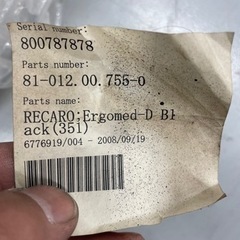 Serial number:
800787878
Parts number:
81-012.00.755-0
Parts name:
RECARO:Ergomed-D Bl
ack(351)
6776919/004 - 2008/09/19